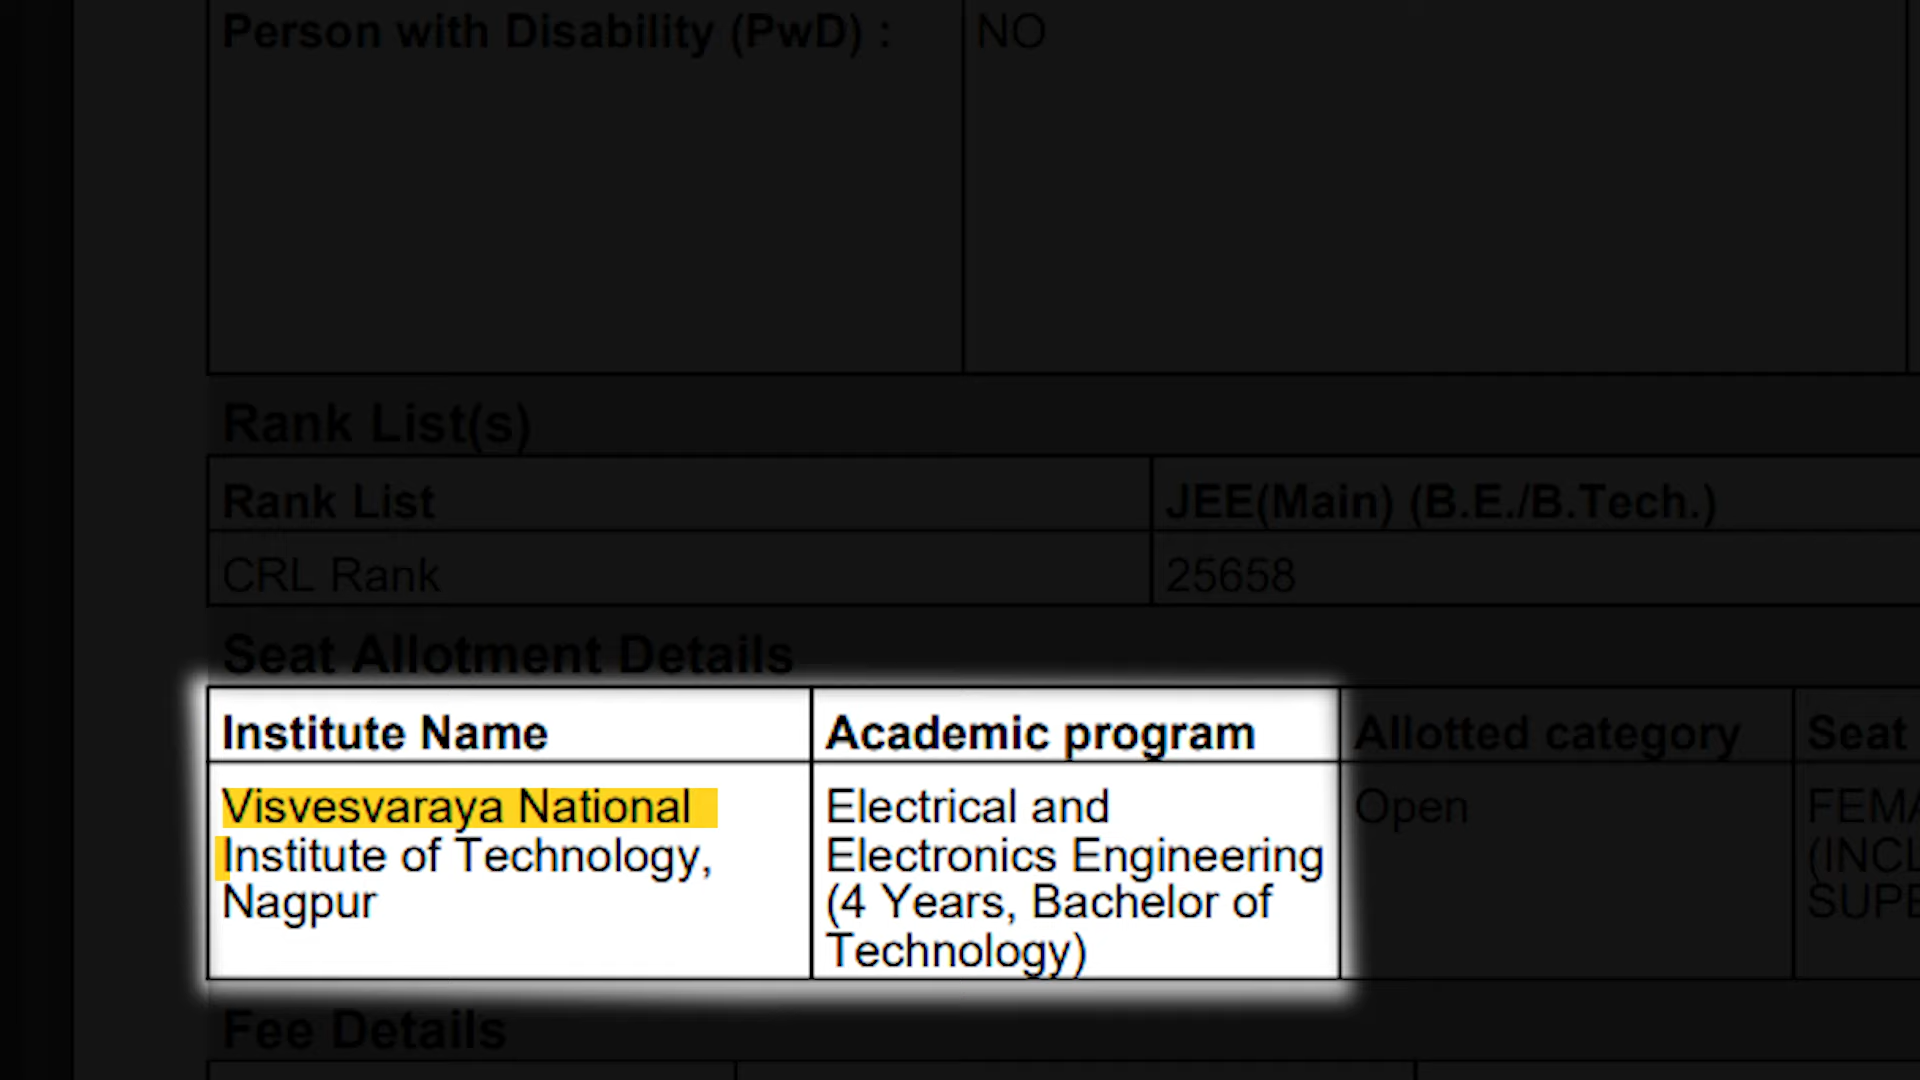 Person with Disability (PwD) : NO
Rank List(s)
Rank List JEE(Main) (B.E./B.Tech.)
CRL Rank 25658
Seat Allotment Details
Institute Name Academic program Allotted category Seat
Visvesvaraya National Electrical and Open
Institute of Technology, Electronics Engineering
Nagpur (4 Years, Bachelor of
Technology)
Fee Details